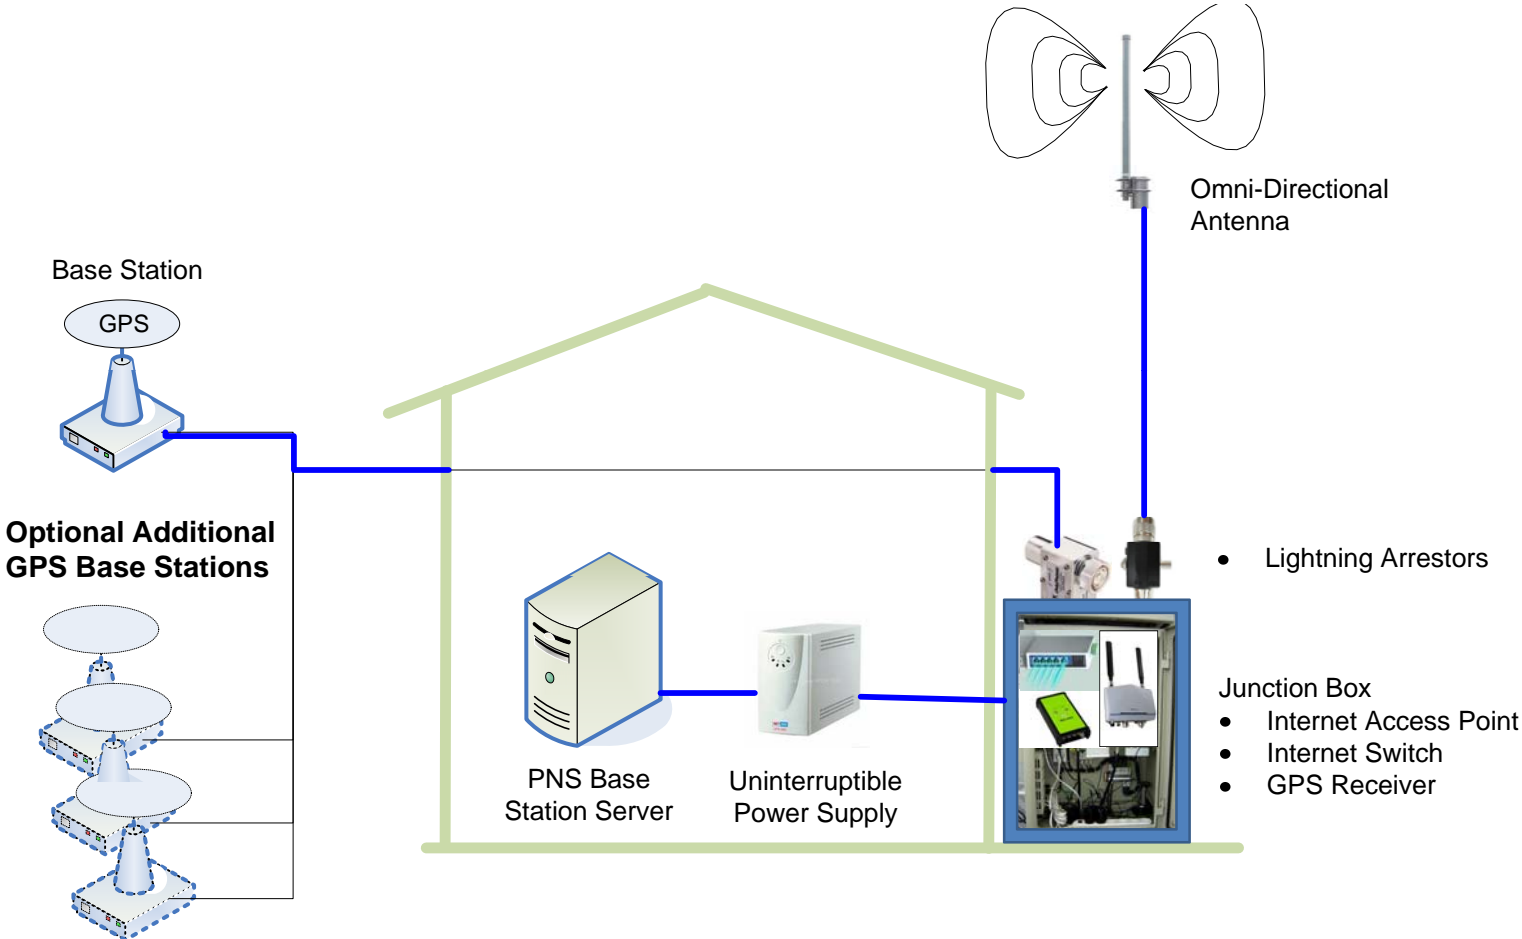 Omni-Directional
Antenna
Base Station
GPS
Optional Additional
GPS Base Stations
• Lightning Arrestors
Junction Box
• Internet Access Point
• Internet Switch
• GPS Receiver
PNS Base
Station Server
Uninterruptible
Power Supply